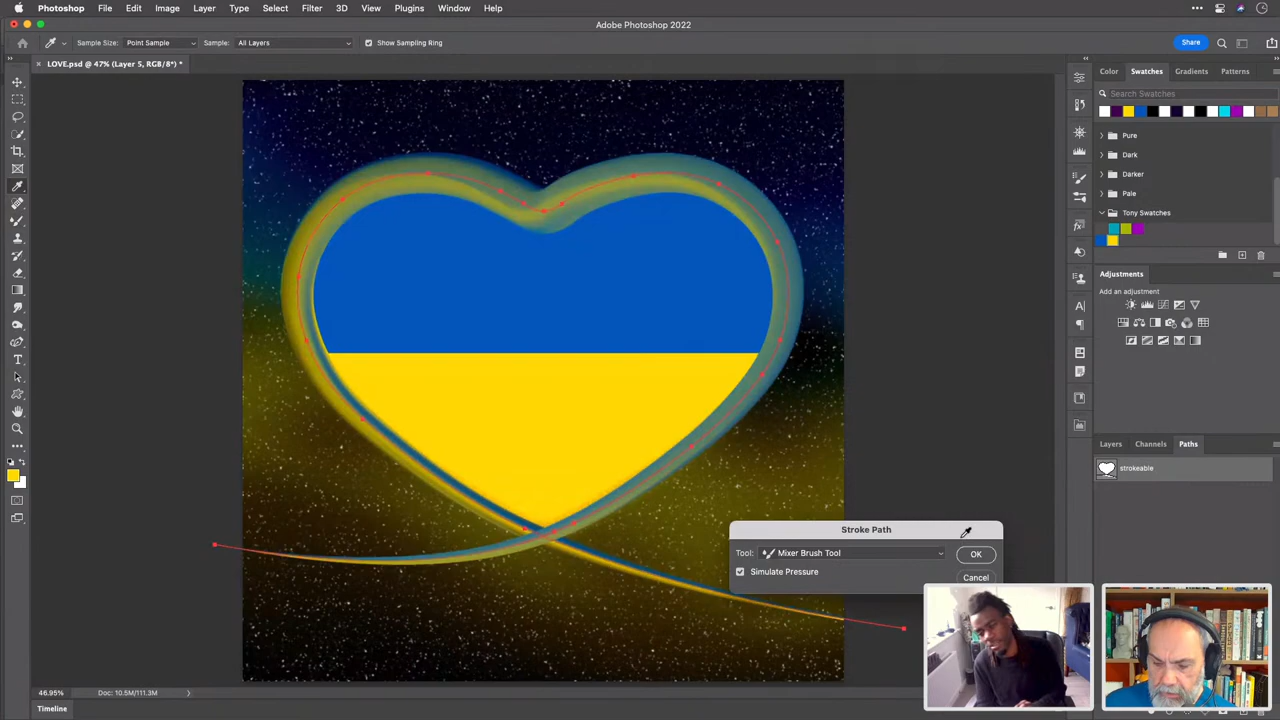 Photoshop File Edit Image Layer Type Select Filter 3D View Plugins Window Help
Adobe Photoshop 2022
Sample Size: Point Sample Sample: All Layers Show Sampling Ring Share
LOVE.psd @ 47% (Layer 5, RGB/8*) *
Color Swatches Gradients Patterns
Search Swatches
Pure
Dark
Darker
Pale
Tony Swatches
Adjustments
Add an adjustment
Layers Channels Paths
strokeable
Stroke Path
Tool: Mixer Brush Tool OK
Simulate Pressure
Cancel
46.95% Doc: 10.5M/111.3M
Timeline